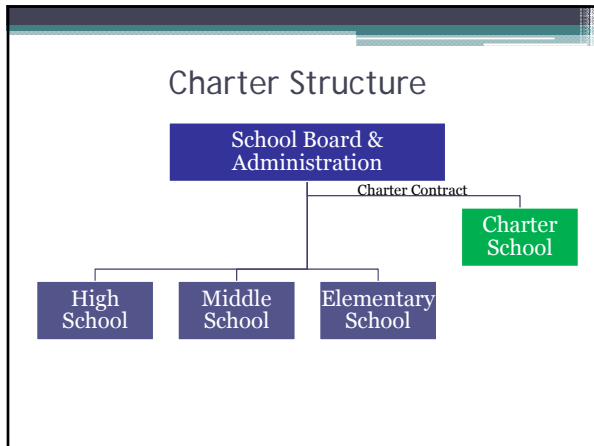 Charter Structure
School Board &
Administration
Charter Contract
Charter
School
High
School
Middle
School
Elementary
School